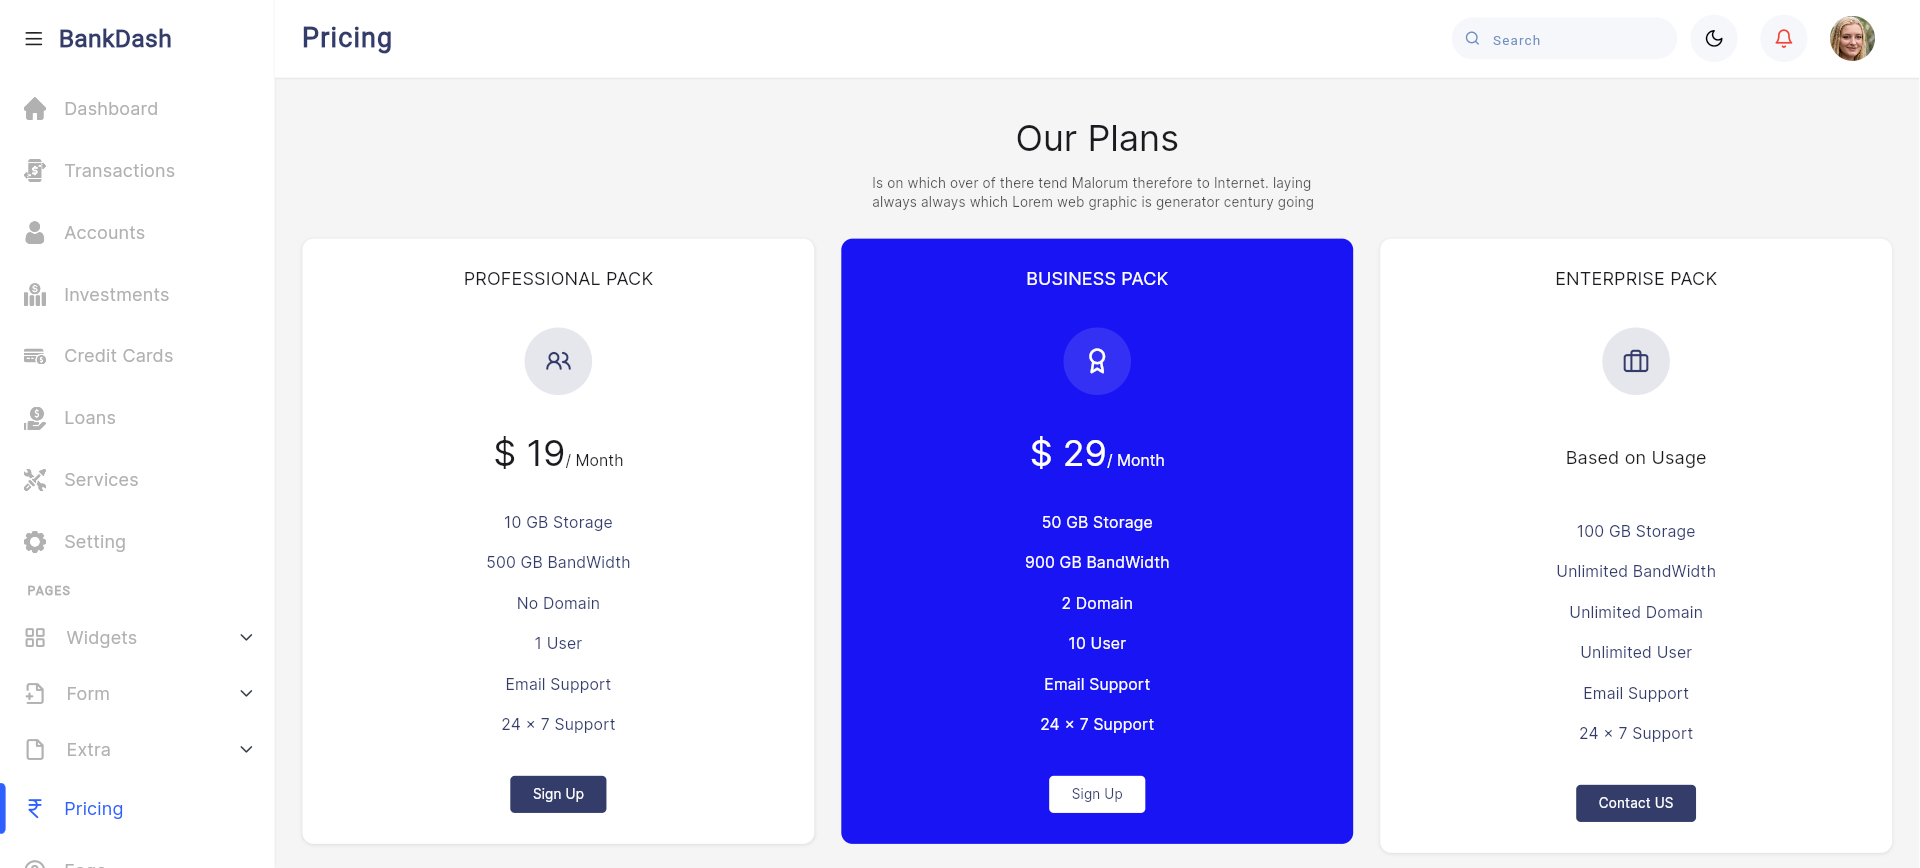 BankDash
Pricing
Search
Dashboard
Transactions
Accounts
Investments
Credit Cards
Loans
Services
Setting
PAGES
Widgets
Form
Extra
Pricing
Our Plans
Is on which over of there tend Malorum therefore to Internet. laying
always always which Lorem web graphic is generator century going
PROFESSIONAL PACK
$ 19/ Month
10 GB Storage
500 GB BandWidth
No Domain
1 User
Email Support
24 × 7 Support
Sign Up
BUSINESS PACK
$ 29/ Month
50 GB Storage
900 GB BandWidth
2 Domain
10 User
Email Support
24 × 7 Support
Sign Up
ENTERPRISE PACK
Based on Usage
100 GB Storage
Unlimited BandWidth
Unlimited Domain
Unlimited User
Email Support
24 × 7 Support
Contact US